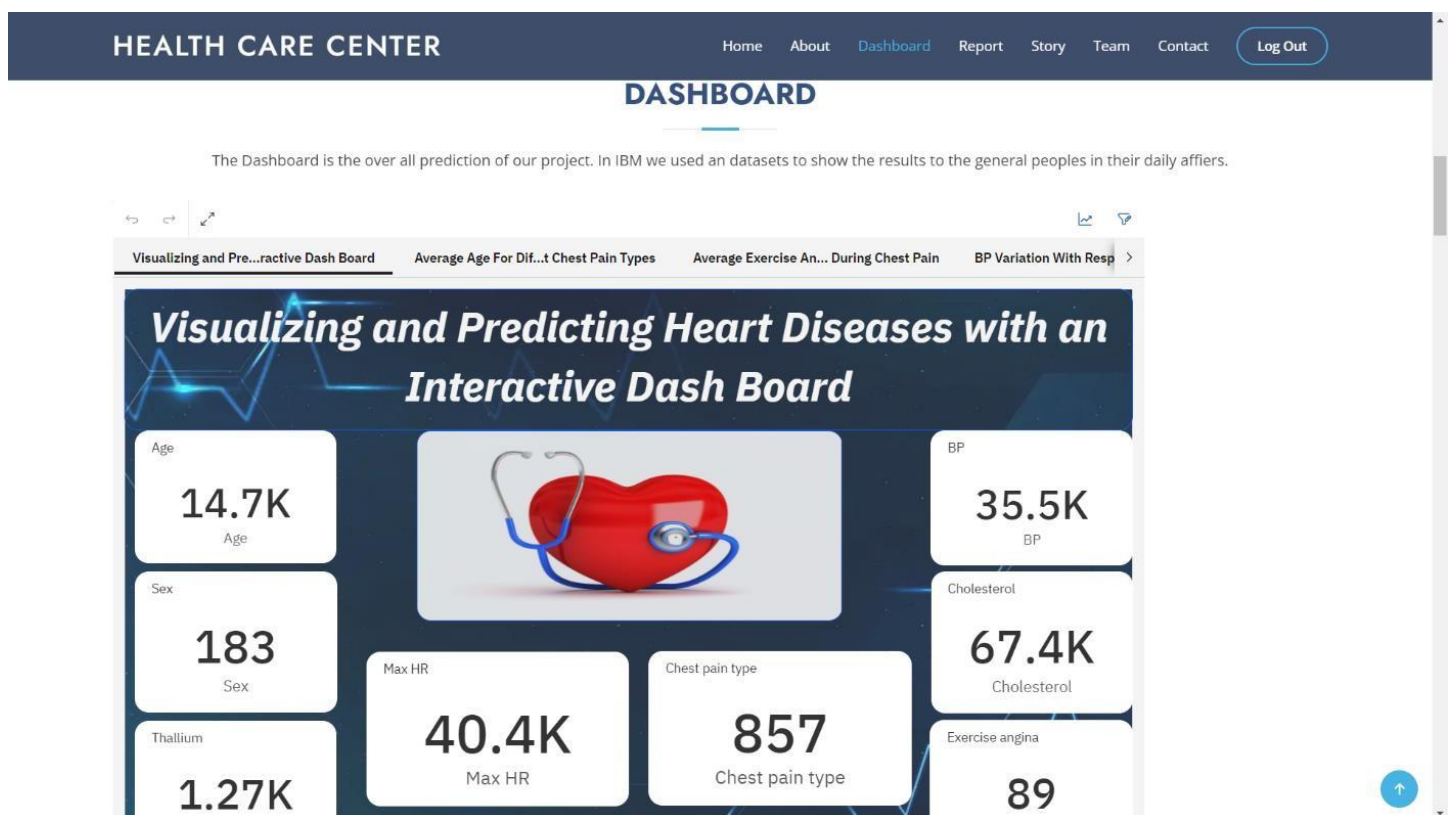 HEALTH CARE CENTER
Home About Dashboard Report Story Team Contact Log Out
DASHBOARD
The Dashboard is the over all prediction of our project. In IBM we used an datasets to show the results to the general peoples in their daily affiers.
Visualizing and Pre...ractive Dash Board Average Age For Dif...t Chest Pain Types Average Exercise An... During Chest Pain BP Variation With Resp
Visualizing and Predicting Heart Diseases with an
Interactive Dash Board
Age
14.7K
Age
BP
35.5K
BP
Sex
183
Sex
Cholesterol
67.4K
Cholesterol
Max HR
40.4K
Max HR
Chest pain type
857
Chest pain type
Thallium
1.27K
Exercise angina
89